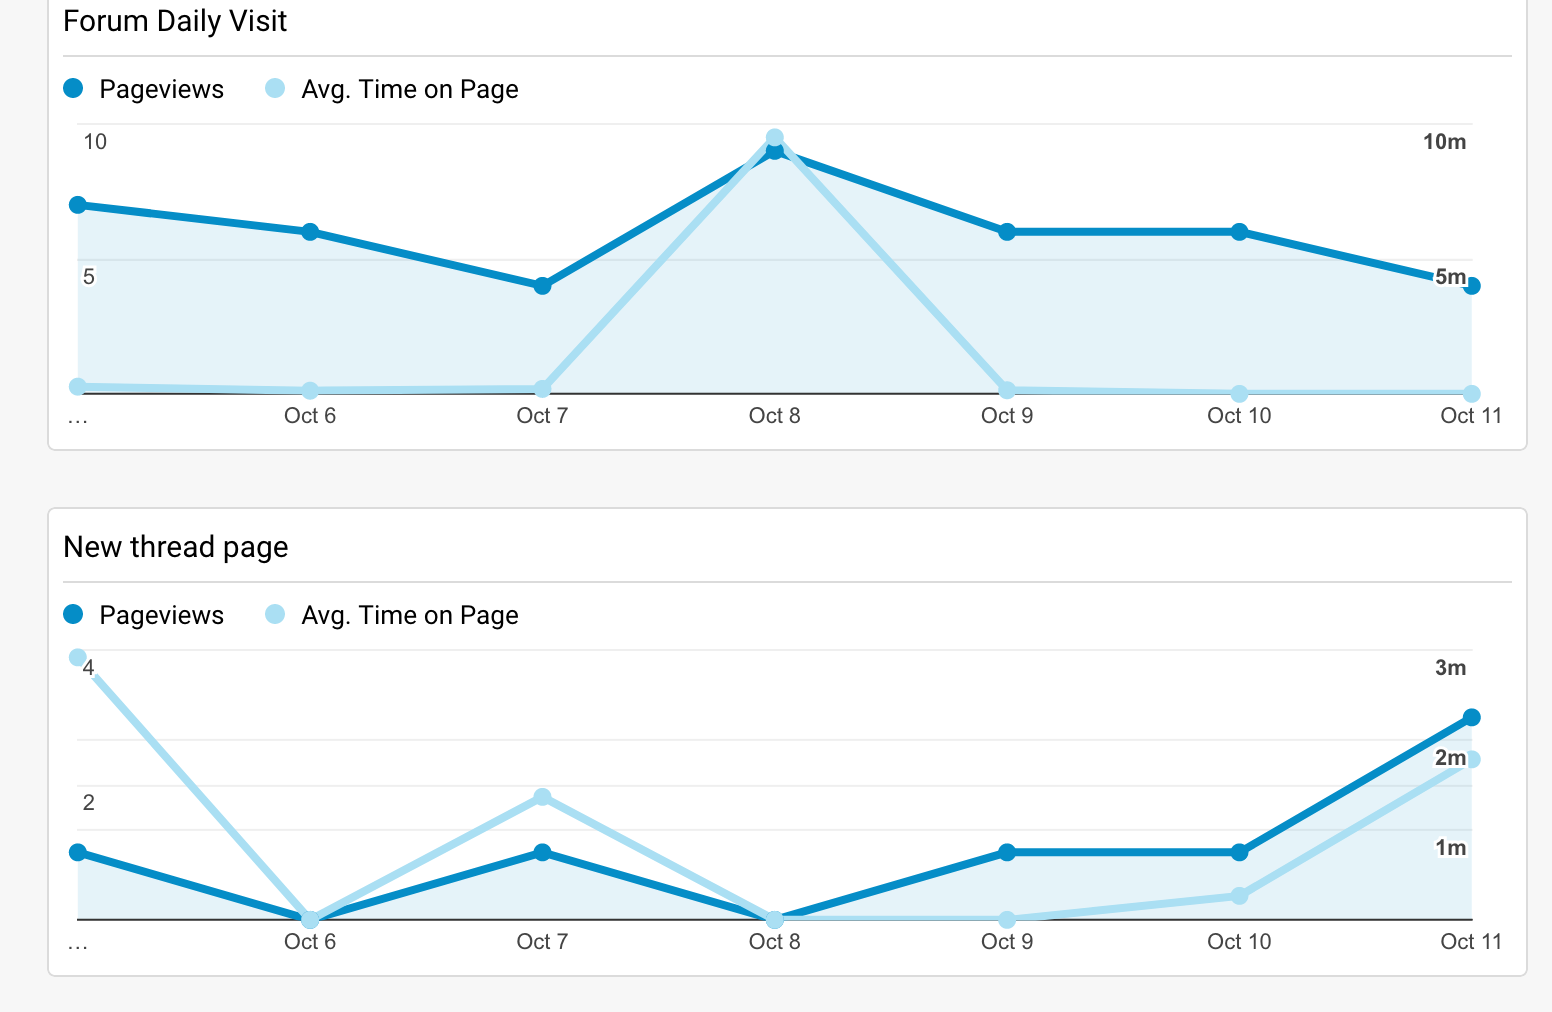 Forum Daily Visit
Pageviews Avg. Time on Page
10 10m
5 5m
... Oct 6 Oct 7 Oct 8 Oct 9 Oct 10 Oct 11
New thread page
Pageviews Avg. Time on Page
4 3m
2m
2
1m
... Oct 6 Oct 7 Oct 8 Oct 9 Oct 10 Oct 11